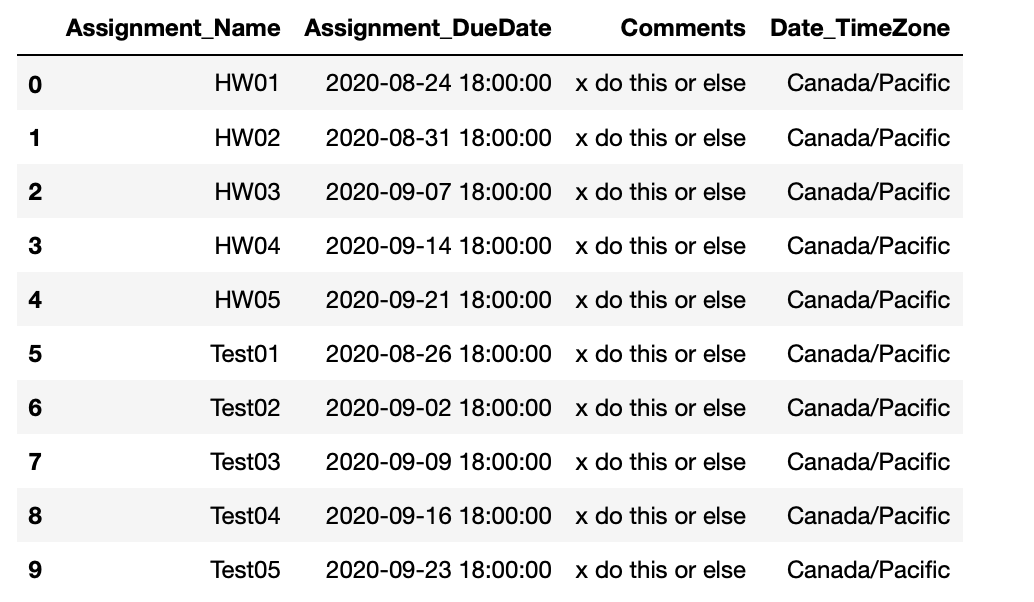 Assignment_Name Assignment_DueDate Comments Date_TimeZone
0 HW01 2020-08-24 18:00:00 x do this or else Canada/Pacific
1 HW02 2020-08-31 18:00:00 x do this or else Canada/Pacific
2 HW03 2020-09-07 18:00:00 x do this or else Canada/Pacific
3 HW04 2020-09-14 18:00:00 x do this or else Canada/Pacific
4 HW05 2020-09-21 18:00:00 x do this or else Canada/Pacific
5 Test01 2020-08-26 18:00:00 x do this or else Canada/Pacific
6 Test02 2020-09-02 18:00:00 x do this or else Canada/Pacific
7 Test03 2020-09-09 18:00:00 x do this or else Canada/Pacific
8 Test04 2020-09-16 18:00:00 x do this or else Canada/Pacific
9 Test05 2020-09-23 18:00:00 x do this or else Canada/Pacific